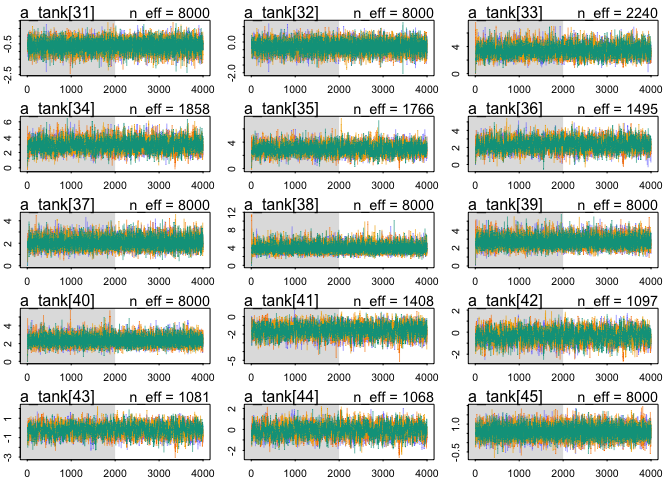 a_tank[31] n_eff = 8000 a_tank[32] n_eff = 8000 a_tank[33] n_eff = 2240
-0.5 0.0 4
-2.5 -2.0 0
0 1000 2000 3000 4000 0 1000 2000 3000 4000 0 1000 2000 3000 4000
a_tank[34] n_eff = 1858 a_tank[35] n_eff = 1766 a_tank[36] n_eff = 1495
6
4 4 4
2 2
0 0 0
0 1000 2000 3000 4000 0 1000 2000 3000 4000 0 1000 2000 3000 4000
a_tank[37] n_eff = 8000 a_tank[38] n_eff = 8000 a_tank[39] n_eff = 8000
12
4 8 4
2 4 2
0 0 0
0 1000 2000 3000 4000 0 1000 2000 3000 4000 0 1000 2000 3000 4000
a_tank[40] n_eff = 8000 a_tank[41] n_eff = 1408 a_tank[42] n_eff = 1097
4 0 2
2 -2 0
0 -5 -2
0 1000 2000 3000 4000 0 1000 2000 3000 4000 0 1000 2000 3000 4000
a_tank[43] n_eff = 1081 a_tank[44] n_eff = 1068 a_tank[45] n_eff = 8000
1 2 1.0
-1 0 -0.5
-3 -2
0 1000 2000 3000 4000 0 1000 2000 3000 4000 0 1000 2000 3000 4000